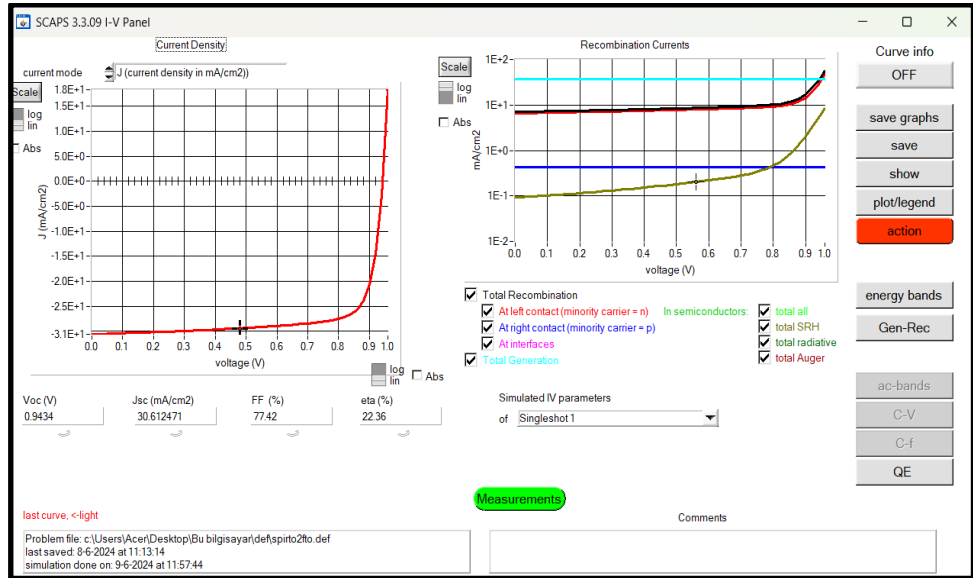 SCAPS 3.3.09 I-V Panel
Current Density
current mode
J (current density in mA/cm2))
Scale
log
lin
Abs
1.8E+1
1.5E+1
1.0E+1
5.0E+0
0.0E+0
-5.0E+0
-1.0E+1
-1.5E+1
-2.0E+1
-2.5E+1
-3.1E+1
J (mA/cm2)
0.0 0.1 0.2 0.3 0.4 0.5 0.6 0.7 0.8 0.9 1.0
voltage (V)
log
lin
Abs
Voc (V) Jsc (mA/cm2) FF (%) eta (%)
0.9434 30.612471 77.42 22.36
last curve, <-light
Problem file: c:\Users\Acer\Desktop\Bu bilgisayar\def\spirto2fto.def
last saved: 8-6-2024 at 11:13:14
simulation done on: 9-6-2024 at 11:57:44
Recombination Currents
Scale
log
lin
Abs
1E+2
1E+1
1E+0
1E-1
1E-2
mA/cm2
0.0 0.1 0.2 0.3 0.4 0.5 0.6 0.7 0.8 0.9 1.0
voltage (V)
Total Recombination
At left contact (minority carrier = n)
At right contact (minority carrier = p)
At interfaces
Total Generation
In semiconductors:
total all
total SRH
total radiative
total Auger
Simulated IV parameters
of Singleshot 1
Measurements
Comments
Curve info
OFF
save graphs
save
show
plot/legend
action
energy bands
Gen-Rec
ac-bands
C-V
C-f
QE